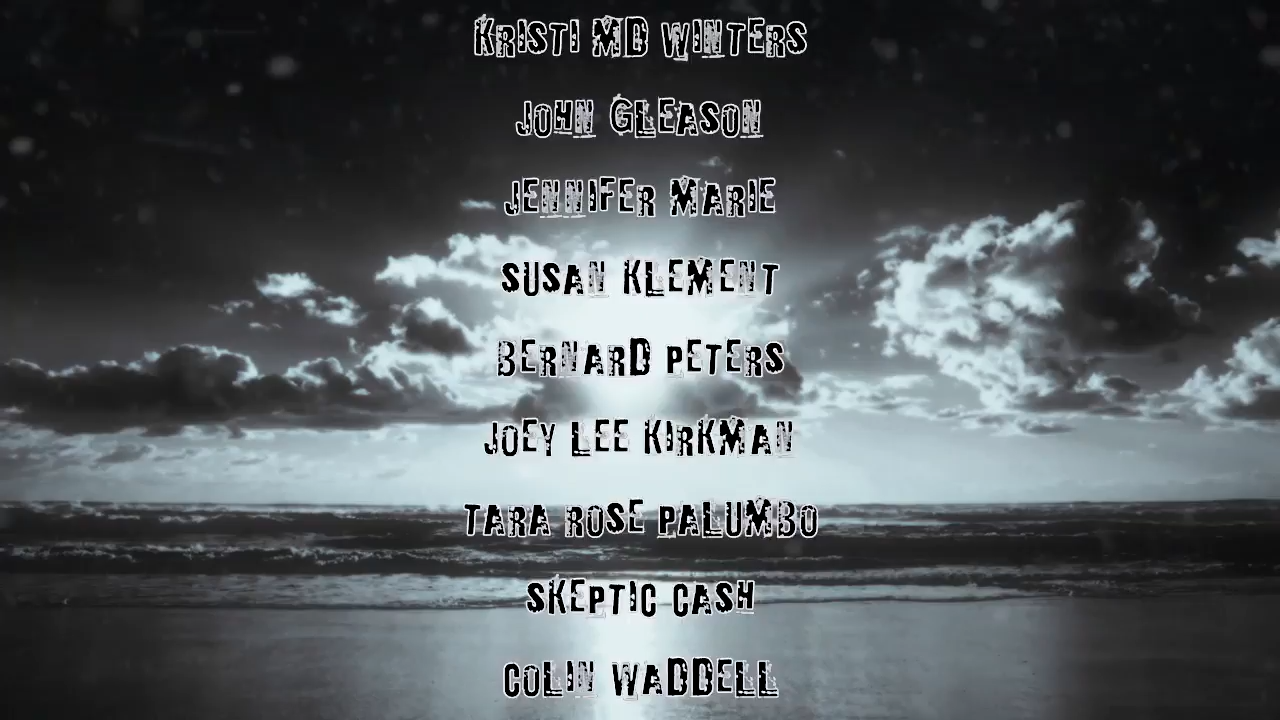 KRISTI MD WINTERS
JOHN GLEASON
JENNIFER MARIE
SUSAN KLEMENT
BERNARD PETERS
JOEY LEE KIRKMAN
TARA ROSE PALUMBO
SKEPTIC CASH
COLIN WADDELL